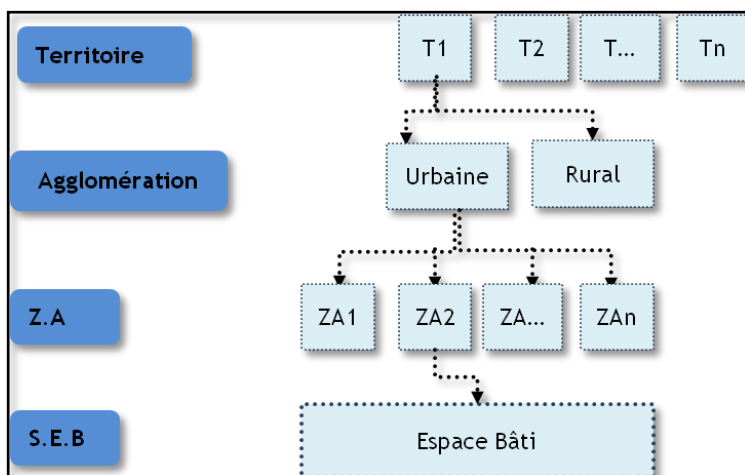 Territoire
T1
T2
T...
Tn
Agglomération
Urbaine
Rural
Z.A
ZA1
ZA2
ZA...
ZAn
S.E.B
Espace Bâti